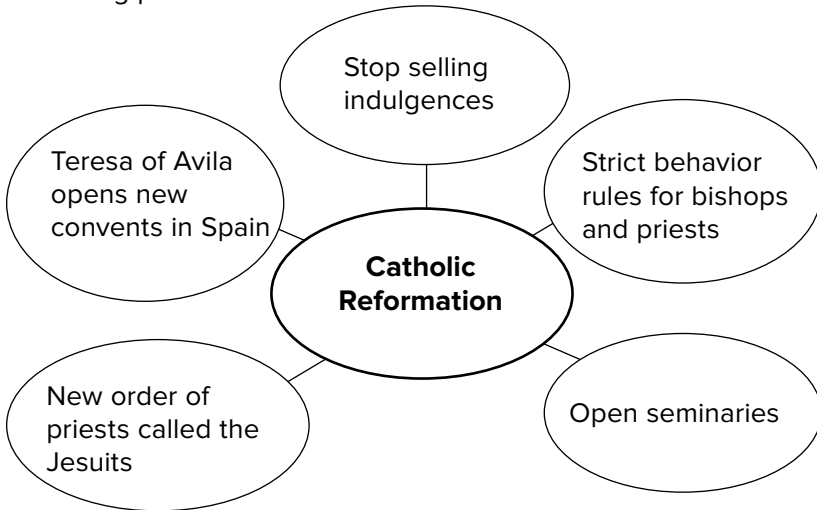 Stop selling
indulgences
Teresa of Avila
opens new
convents in Spain
Strict behavior
rules for bishops
and priests
Catholic
Reformation
New order of
priests called the
Jesuits
Open seminaries